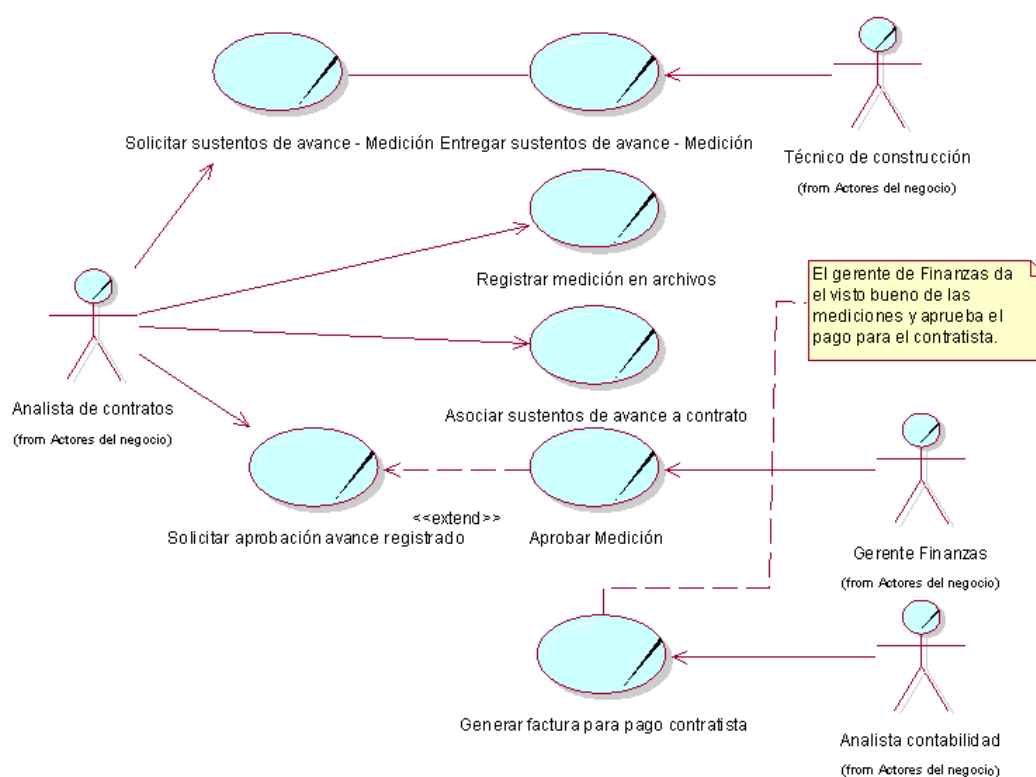 Solicitar sustentos de avance - Medición
Entregar sustentos de avance - Medición
Técnico de construcción
(from Actores del negocio)
Registrar medición en archivos
El gerente de Finanzas da
el visto bueno de las
mediciones y aprueba el
pago para el contratista.
Analista de contratos
(from Actores del negocio)
Asociar sustentos de avance a contrato
<<extend>>
Solicitar aprobación avance registrado
Aprobar Medición
Gerente Finanzas
(from Actores del negocio)
Generar factura para pago contratista
Analista contabilidad
(from Actores del negocio)